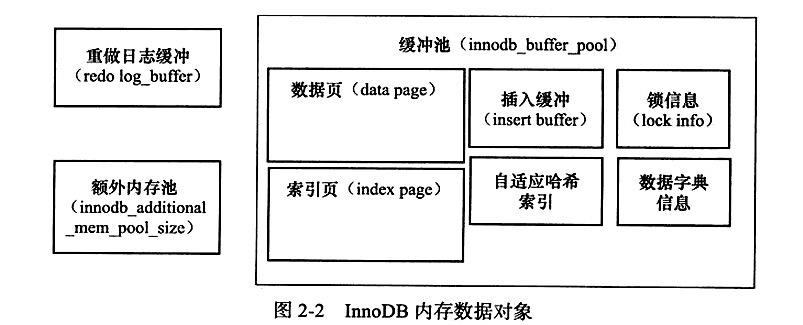 重做日志缓冲
（redo log_buffer）
额外内存池
（innodb_additional
_mem_pool_size）
缓冲池（innodb_buffer_pool）
数据页（data page）
插入缓冲
（insert buffer）
锁信息
（lock info）
索引页（index page）
自适应哈希
索引
数据字典
信息
图 2-2 InnoDB 内存数据对象